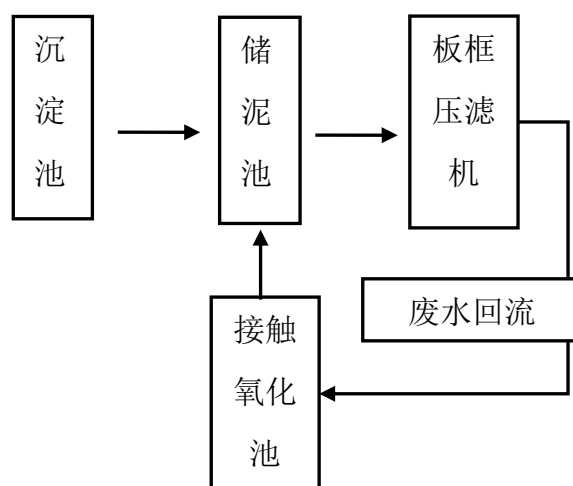 沉
淀
池
储
泥
池
板框
压滤
机
废水回流
接触
氧化
池